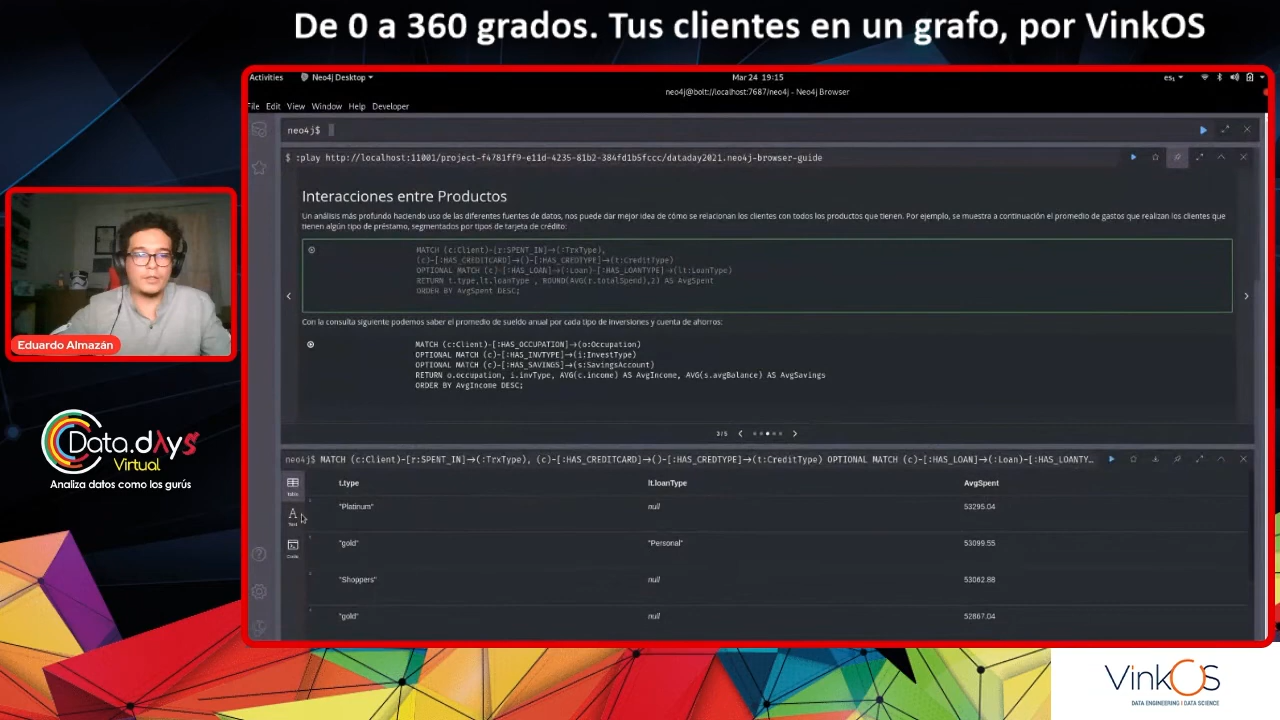 De 0 a 360 grados. Tus clientes en un grafo, por VinkOS
Activities Neo4j Desktop Mar 24 19:15 es₁
neo4j@bolt://localhost:7687/neo4j - Neo4j Browser
File Edit View Window Help Developer
neo4j$
$ :play http://localhost:11001/project-f4781ff9-e11d-4235-81b2-384fd1b5fccc/dataday2021.neo4j-browser-guide
Interacciones entre Productos
Un análisis más profundo haciendo uso de las diferentes fuentes de datos, nos puede dar mejor idea de cómo se relacionan los clientes con todos los productos que tienen. Por ejemplo, se muestra a continuación el promedio de gastos que realizan los clientes que
tienen algún tipo de préstamo, segmentados por tipos de tarjeta de crédito:
MATCH (c:Client)-[r:SPENT_IN]→(:TrxType),
(c)-[:HAS_CREDITCARD]→()-[:HAS_CREDTYPE]→(t:CreditType)
OPTIONAL MATCH (c)-[:HAS_LOAN]→(:Loan)-[:HAS_LOANTYPE]→(lt:LoanType)
RETURN t.type,lt.loanType , ROUND(AVG(r.totalSpend),2) AS AvgSpent
ORDER BY AvgSpent DESC;
Con la consulta siguiente podemos saber el promedio de sueldo anual por cada tipo de inversiones y cuenta de ahorros:
MATCH (c:Client)-[:HAS_OCCUPATION]→(o:Occupation)
OPTIONAL MATCH (c)-[:HAS_INVTYPE]→(i:InvestType)
OPTIONAL MATCH (c)-[:HAS_SAVINGS]→(s:SavingsAccount)
RETURN o.occupation, i.invType, AVG(c.income) AS AvgIncome, AVG(s.avgBalance) AS AvgSavings
ORDER BY AvgIncome DESC;
3/5
neo4j$ MATCH (c:Client)-[r:SPENT_IN]→(:TrxType), (c)-[:HAS_CREDITCARD]→()-[:HAS_CREDTYPE]→(t:CreditType) OPTIONAL MATCH (c)-[:HAS_LOAN]→(:Loan)-[:HAS_LOANTY…
Table
Text
Code
t.type lt.loanType AvgSpent
"Platinum" null 53295.04
"gold" "Personal" 53099.55
"Shoppers" null 53062.88
"gold" null 52867.04
Eduardo Almazán
Data.dAys
Virtual
Analiza datos como los gurús
VinkOS
DATA ENGINEERING | DATA SCIENCE